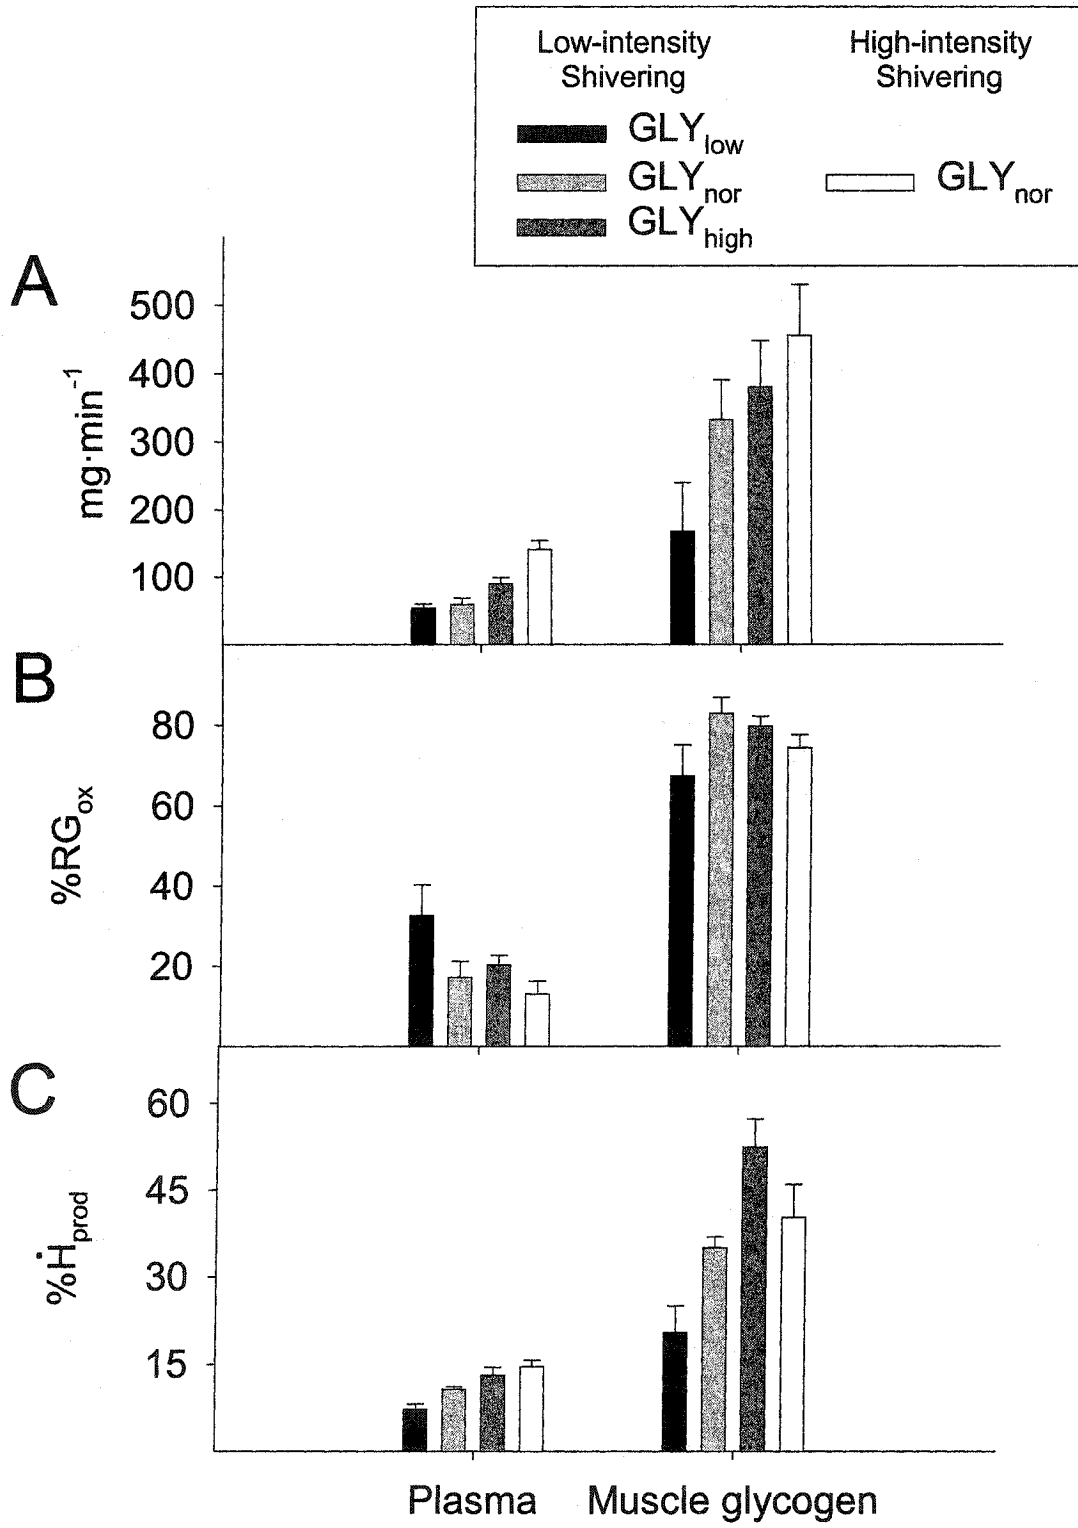 Low-intensity Shivering
High-intensity Shivering
GLYlow
GLYnor
GLYhigh
GLYnor
A
mg·min⁻¹
500
400
300
200
100
B
%RGox
80
60
40
20
C
%Ḣprod
60
45
30
15
Plasma
Muscle glycogen